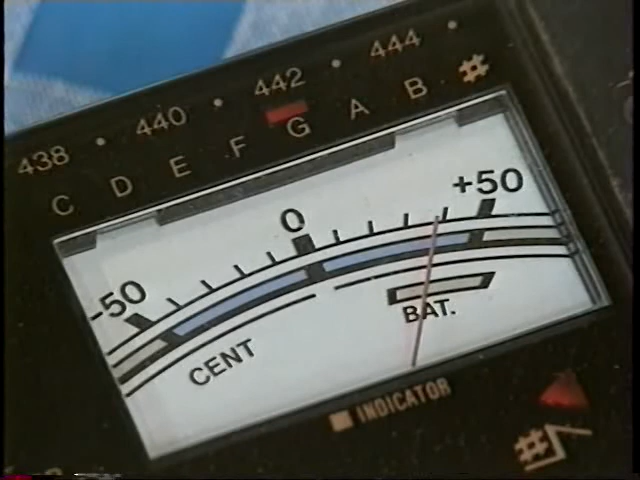 438 • 440 • 442 • 444 •
C D E F G A B #
-50 0 +50
CENT
BAT.
INDICATOR
#